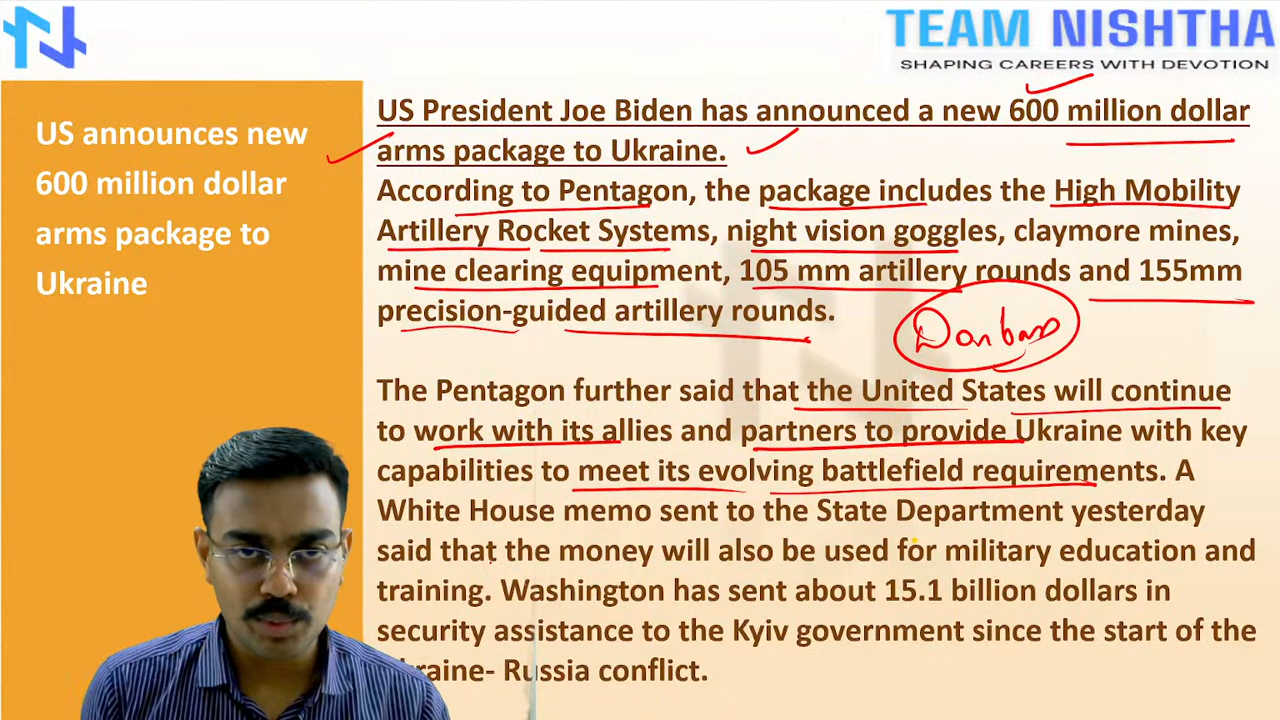 TEAM NISHTHA
SHAPING CAREERS WITH DEVOTION
US announces new
600 million dollar
arms package to
Ukraine
US President Joe Biden has announced a new 600 million dollar
arms package to Ukraine.
According to Pentagon, the package includes the High Mobility
Artillery Rocket Systems, night vision goggles, claymore mines,
mine clearing equipment, 105 mm artillery rounds and 155mm
precision-guided artillery rounds.
Donbass
The Pentagon further said that the United States will continue
to work with its allies and partners to provide Ukraine with key
capabilities to meet its evolving battlefield requirements. A
White House memo sent to the State Department yesterday
said that the money will also be used for military education and
training. Washington has sent about 15.1 billion dollars in
security assistance to the Kyiv government since the start of the
Ukraine- Russia conflict.